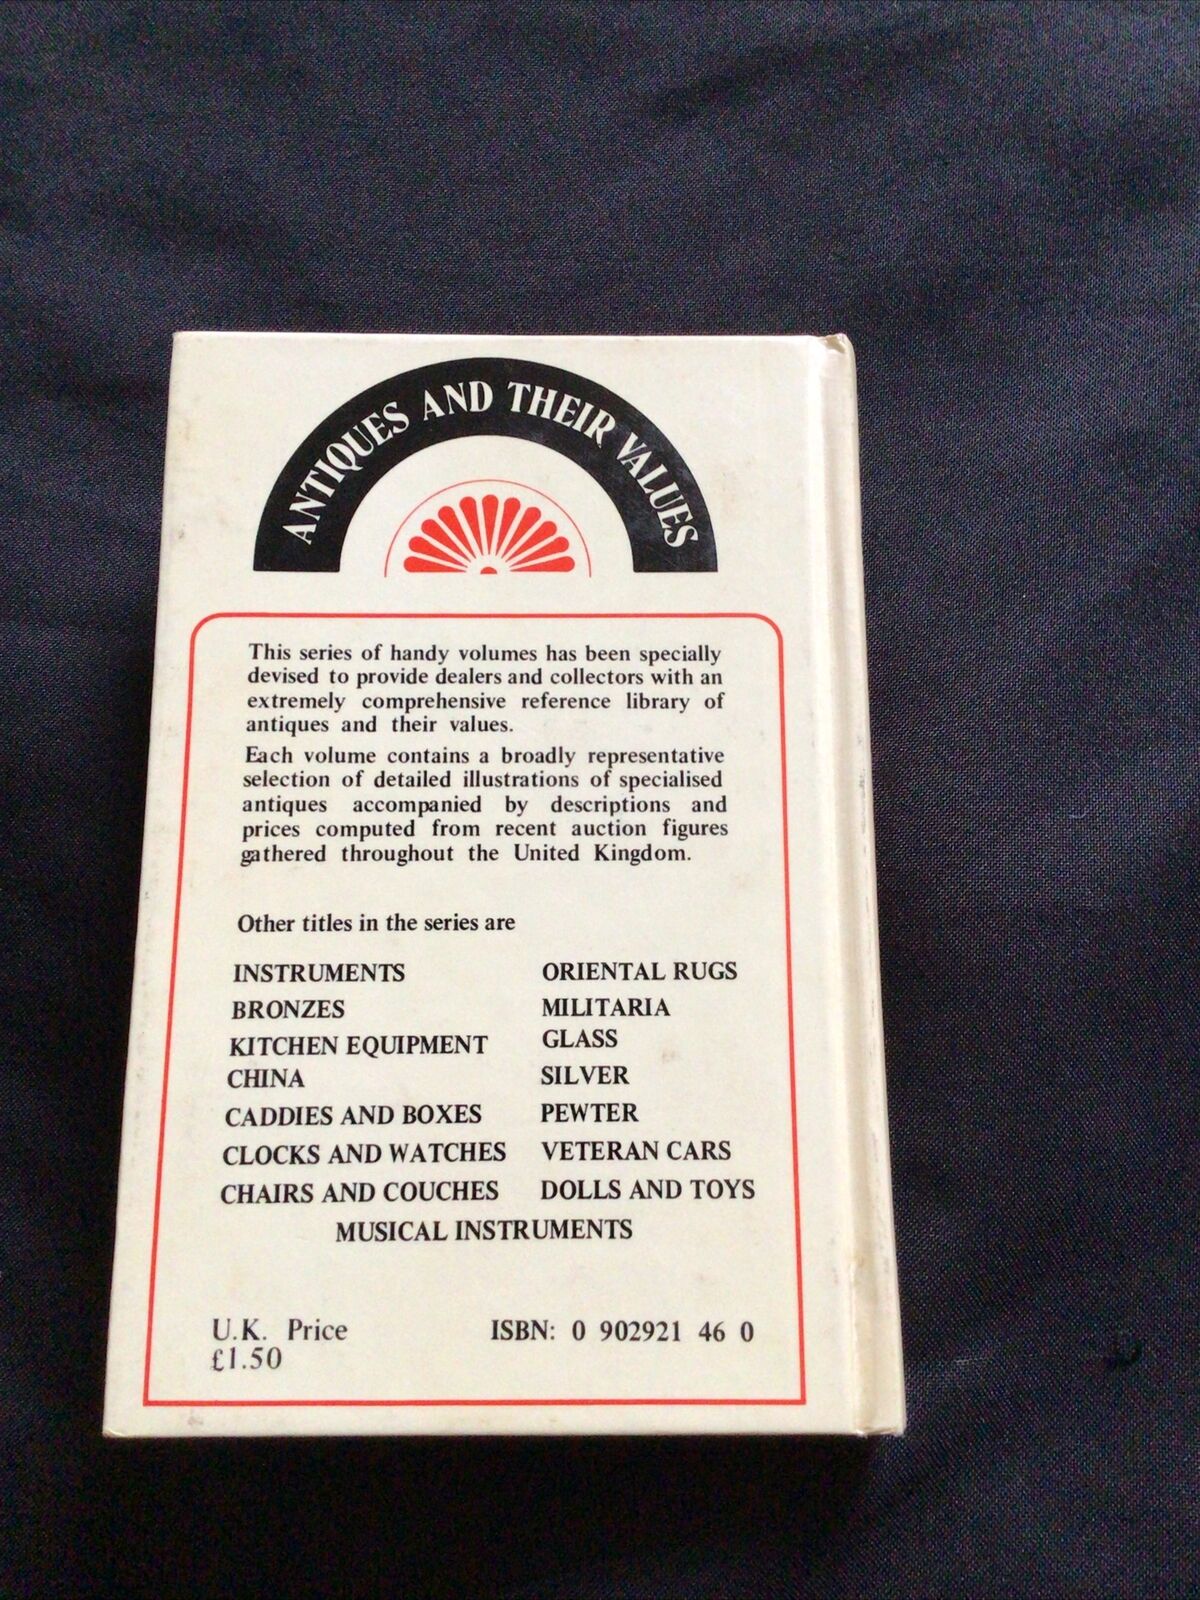 ANTIQUES AND THEIR VALUES
This series of handy volumes has been specially
devised to provide dealers and collectors with an
extremely comprehensive reference library of
antiques and their values.
Each volume contains a broadly representative
selection of detailed illustrations of specialised
antiques accompanied by descriptions and
prices computed from recent auction figures
gathered throughout the United Kingdom.
Other titles in the series are
INSTRUMENTS
BRONZES
KITCHEN EQUIPMENT
CHINA
CADDIES AND BOXES
CLOCKS AND WATCHES
CHAIRS AND COUCHES
ORIENTAL RUGS
MILITARIA
GLASS
SILVER
PEWTER
VETERAN CARS
DOLLS AND TOYS
MUSICAL INSTRUMENTS
U.K. Price
£1.50
ISBN: 0 902921 46 0